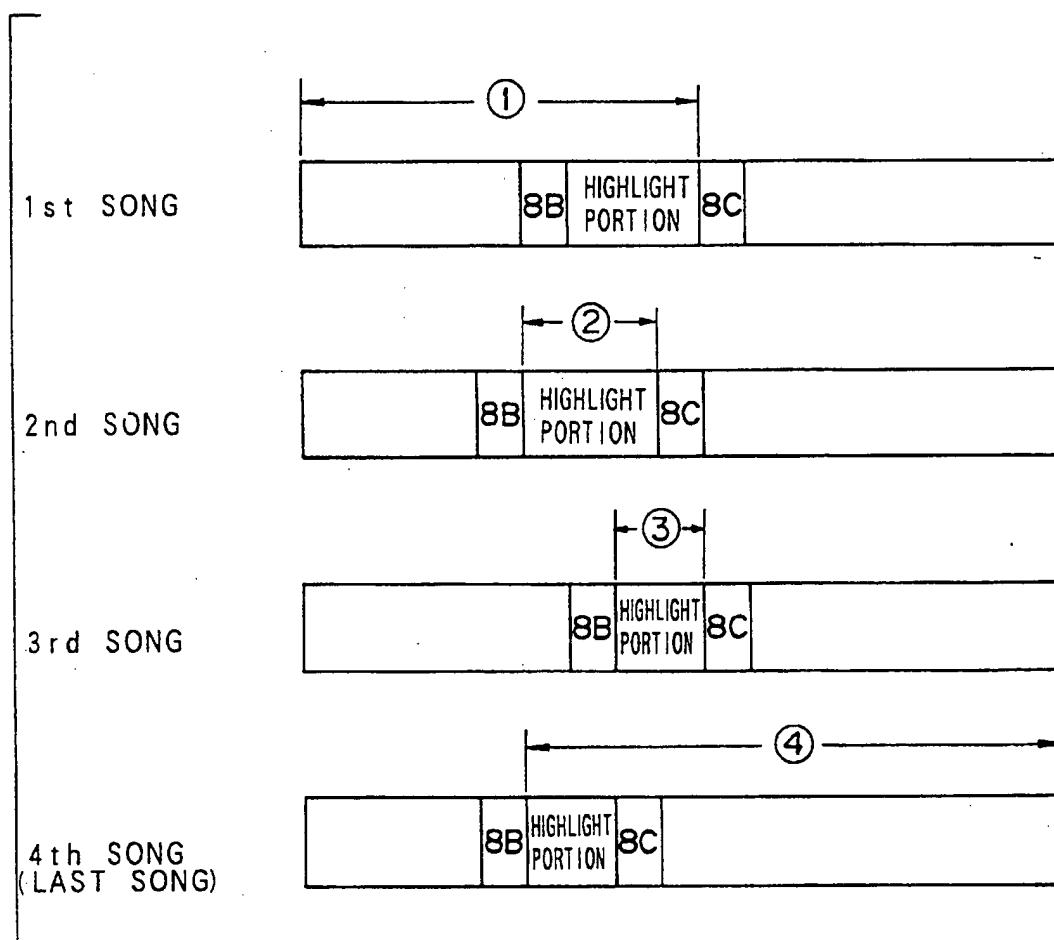 ①
1st SONG
8B
HIGHLIGHT
PORTION
8C
②
2nd SONG
8B
HIGHLIGHT
PORTION
8C
③
3rd SONG
8B
HIGHLIGHT
PORTION
8C
④
4th SONG
(LAST SONG)
8B
HIGHLIGHT
PORTION
8C